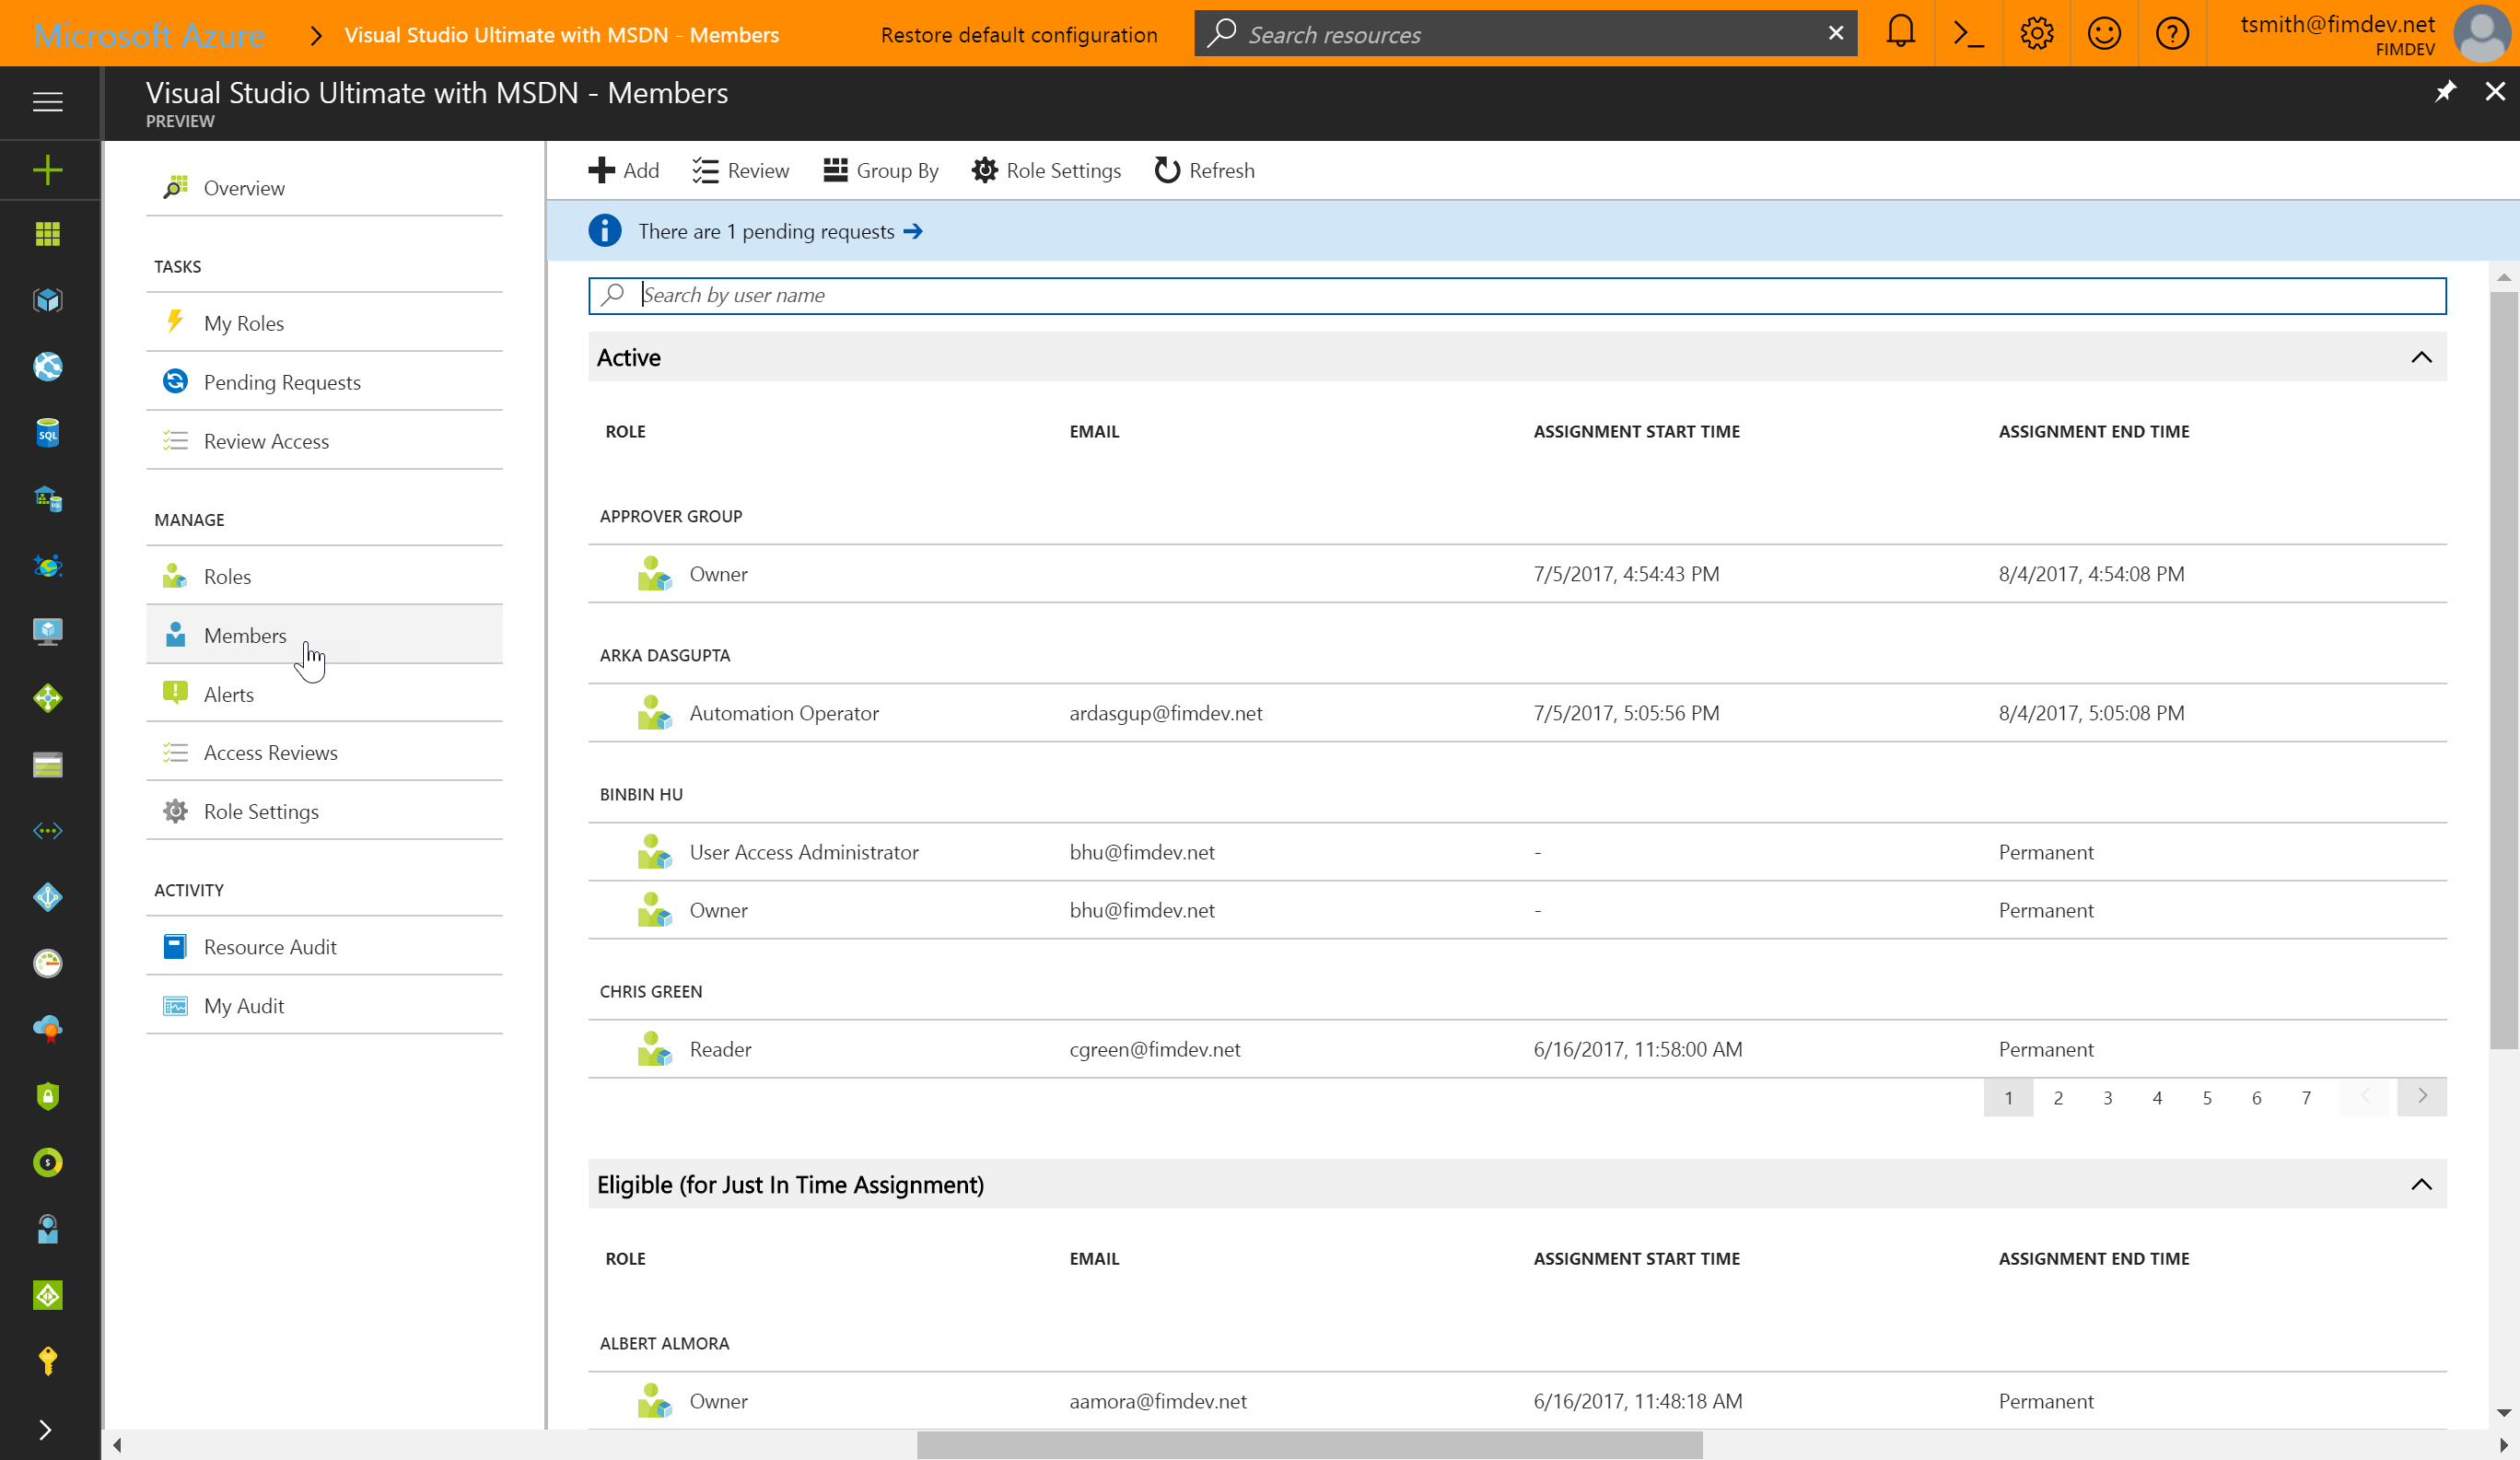 Microsoft Azure
Visual Studio Ultimate with MSDN - Members
Restore default configuration
Search resources
tsmith@fimdev.net
FIMDEV
Visual Studio Ultimate with MSDN - Members
PREVIEW
Overview
TASKS
My Roles
Pending Requests
Review Access
MANAGE
Roles
Members
Alerts
Access Reviews
Role Settings
ACTIVITY
Resource Audit
My Audit
Add Review Group By Role Settings Refresh
There are 1 pending requests
Search by user name
Active
ROLE EMAIL ASSIGNMENT START TIME ASSIGNMENT END TIME
APPROVER GROUP
Owner 7/5/2017, 4:54:43 PM 8/4/2017, 4:54:08 PM
ARKA DASGUPTA
Automation Operator ardasgup@fimdev.net 7/5/2017, 5:05:56 PM 8/4/2017, 5:05:08 PM
BINBIN HU
User Access Administrator bhu@fimdev.net - Permanent
Owner bhu@fimdev.net - Permanent
CHRIS GREEN
Reader cgreen@fimdev.net 6/16/2017, 11:58:00 AM Permanent
1 2 3 4 5 6 7
Eligible (for Just In Time Assignment)
ROLE EMAIL ASSIGNMENT START TIME ASSIGNMENT END TIME
ALBERT ALMORA
Owner aamora@fimdev.net 6/16/2017, 11:48:18 AM Permanent
SQL